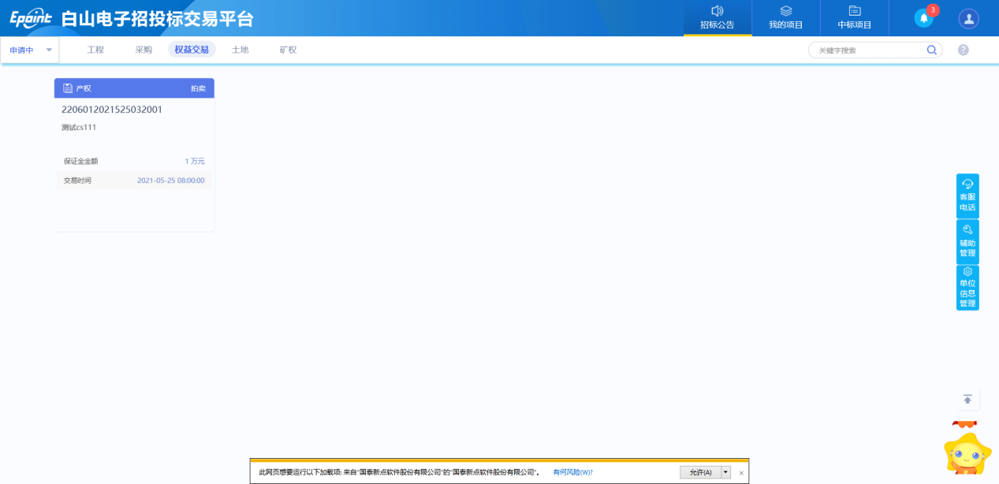 Epoint 白山电子招投标交易平台
招标公告
我的项目
中标项目
3
申请中
工程
采购
权益交易
土地
矿权
关键字搜索
?
产权
拍卖
2206012021525032001
测试cs111
保证金金额
1 万元
交易时间
2021-05-25 08:00:00
客服
电话
辅助
管理
单位
信息
管理
此网页想要运行以下加载项: 来自"国泰新点软件股份有限公司"的"国泰新点软件股份有限公司"。
有何风险(W)?
允许(A)
×